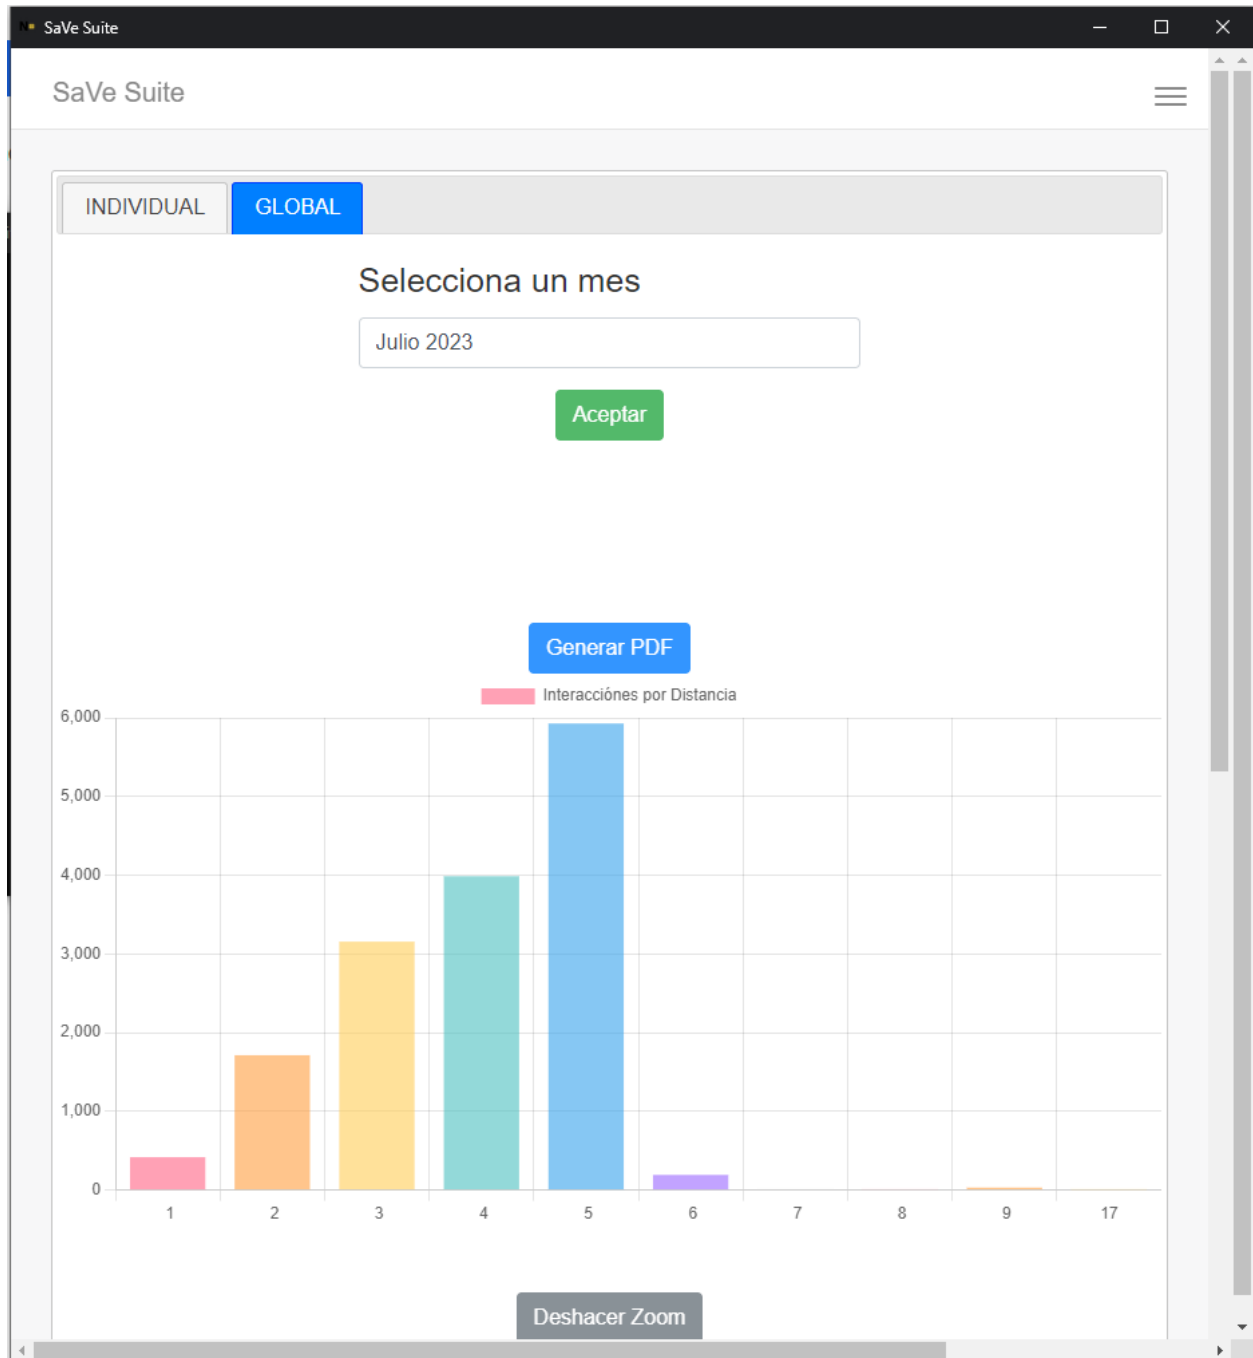 SaVe Suite
SaVe Suite
INDIVIDUAL GLOBAL
Selecciona un mes
Julio 2023
Aceptar
Generar PDF
Interacciónes por Distancia
6,000
5,000
4,000
3,000
2,000
1,000
0
1 2 3 4 5 6 7 8 9 17
Deshacer Zoom